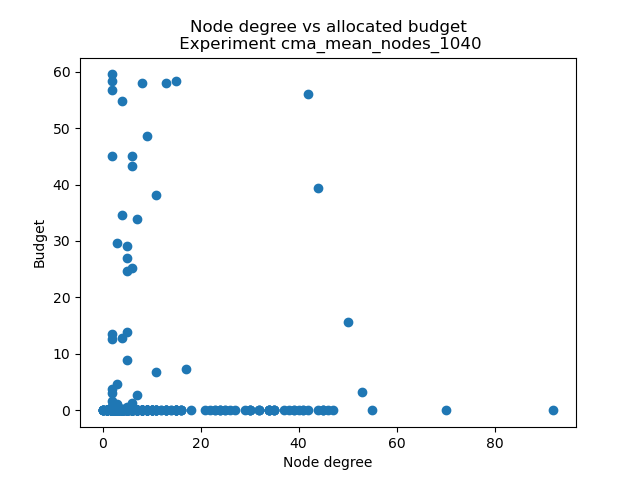 Node degree vs allocated budget
Experiment cma_mean_nodes_1040
60
50
40
30
20
10
0
Budget
0 20 40 60 80
Node degree